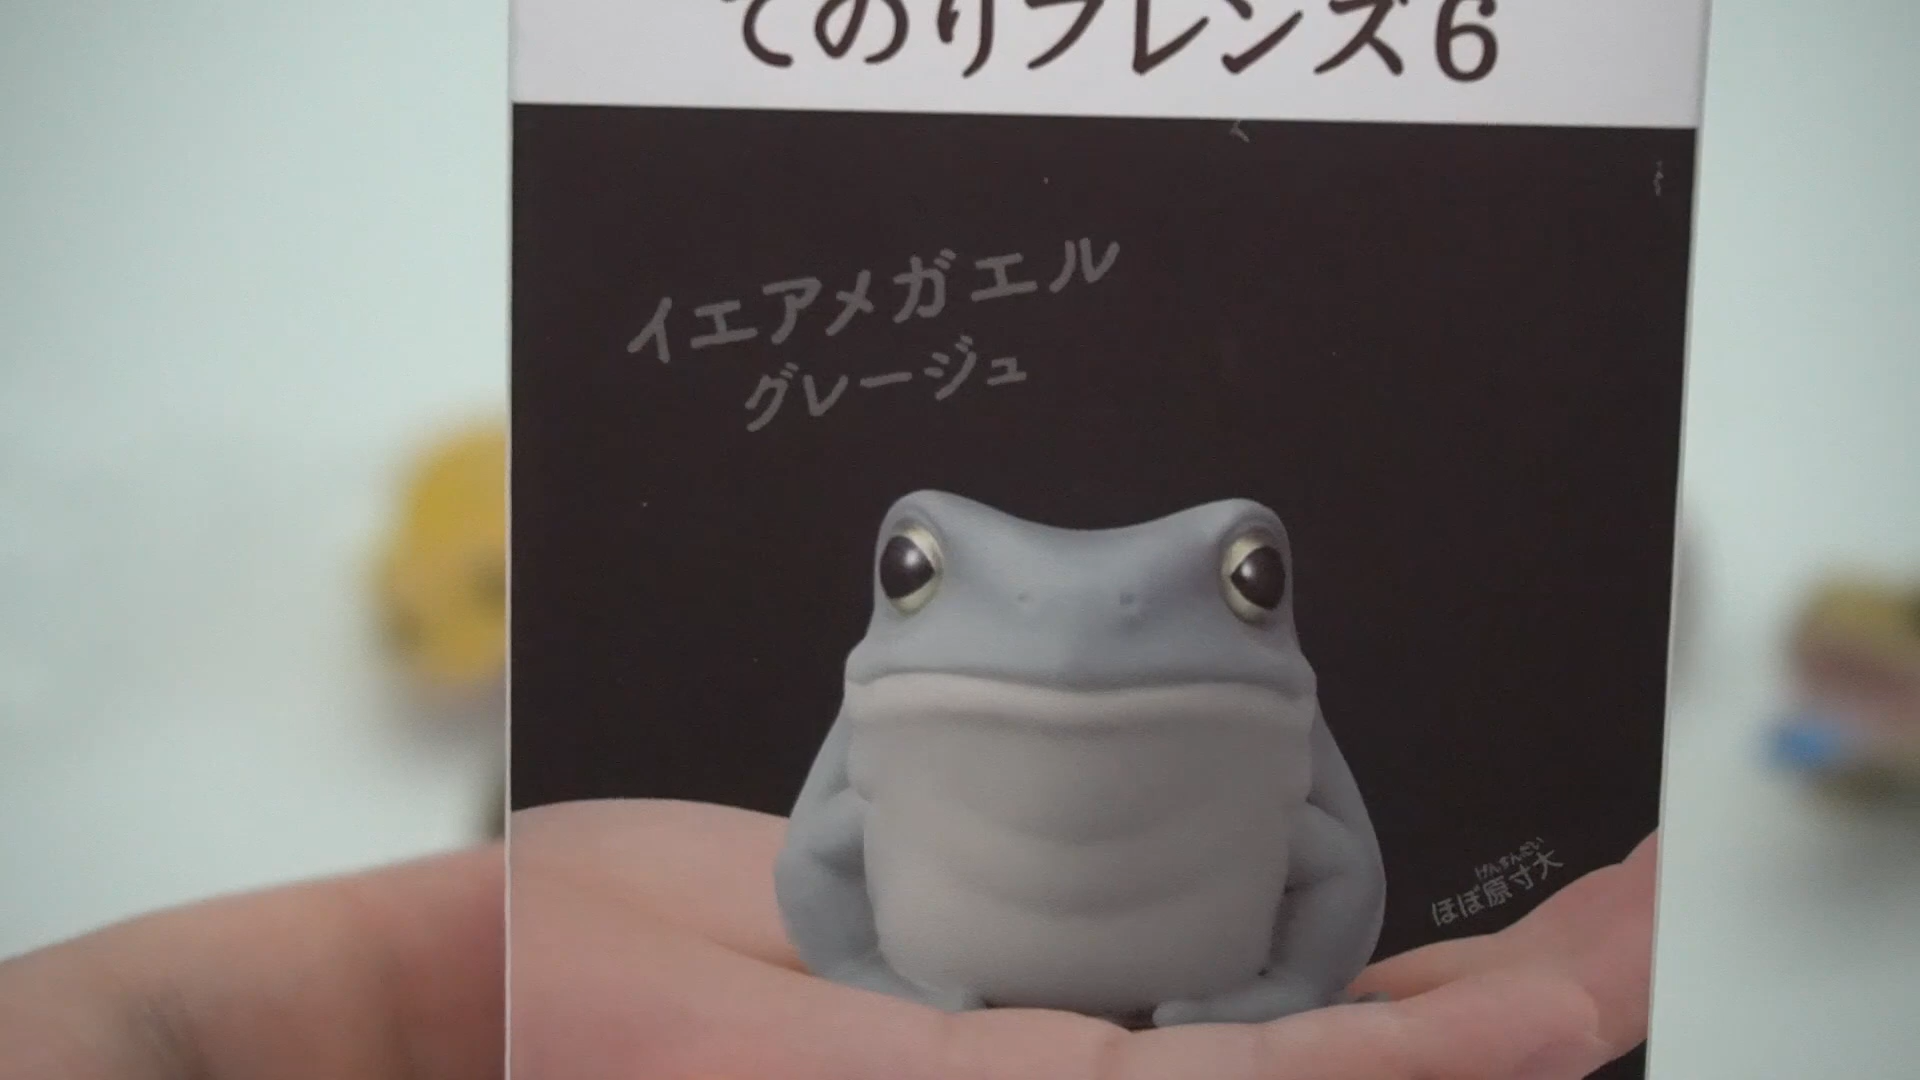 てのりフレンズ6
イエアメガエル
グレージュ
げんすんだい
ほぼ原寸大